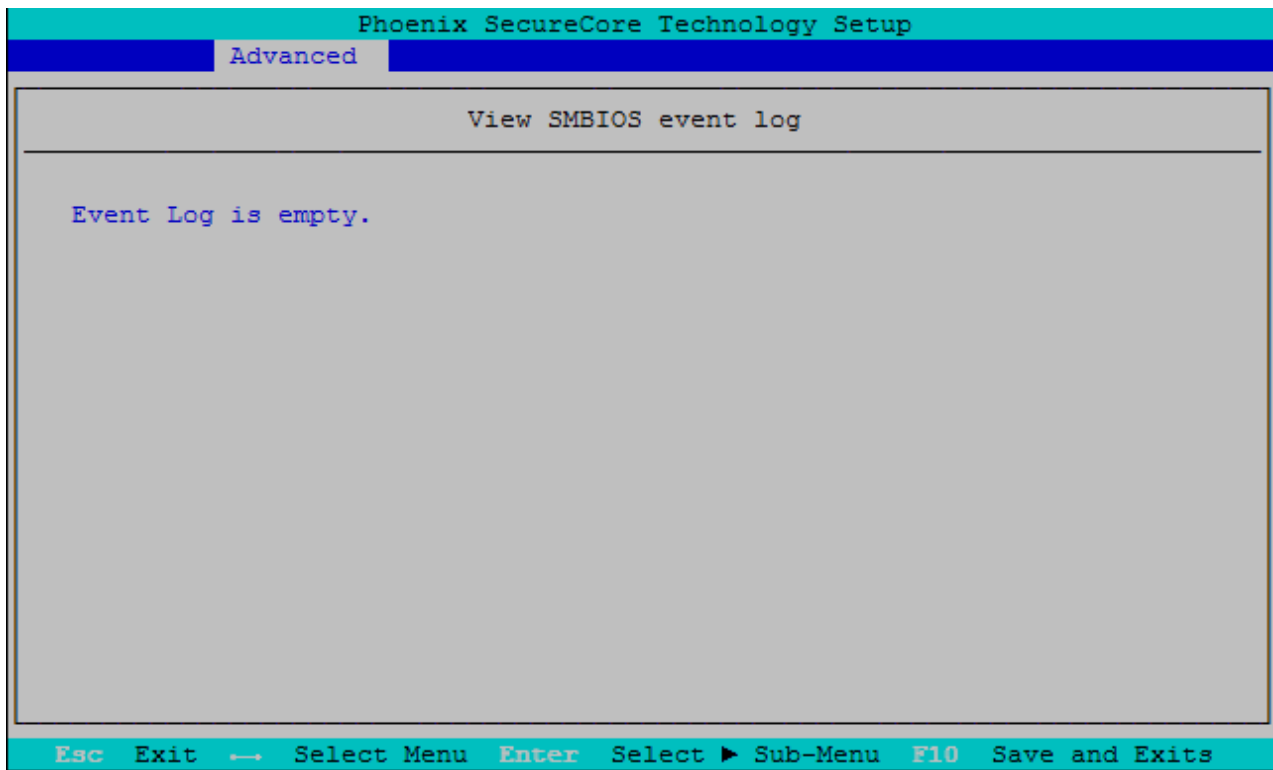 Phoenix SecureCore Technology Setup
Advanced
View SMBIOS event log
Event Log is empty.
Esc Exit ←→ Select Menu Enter Select ► Sub-Menu F10 Save and Exits